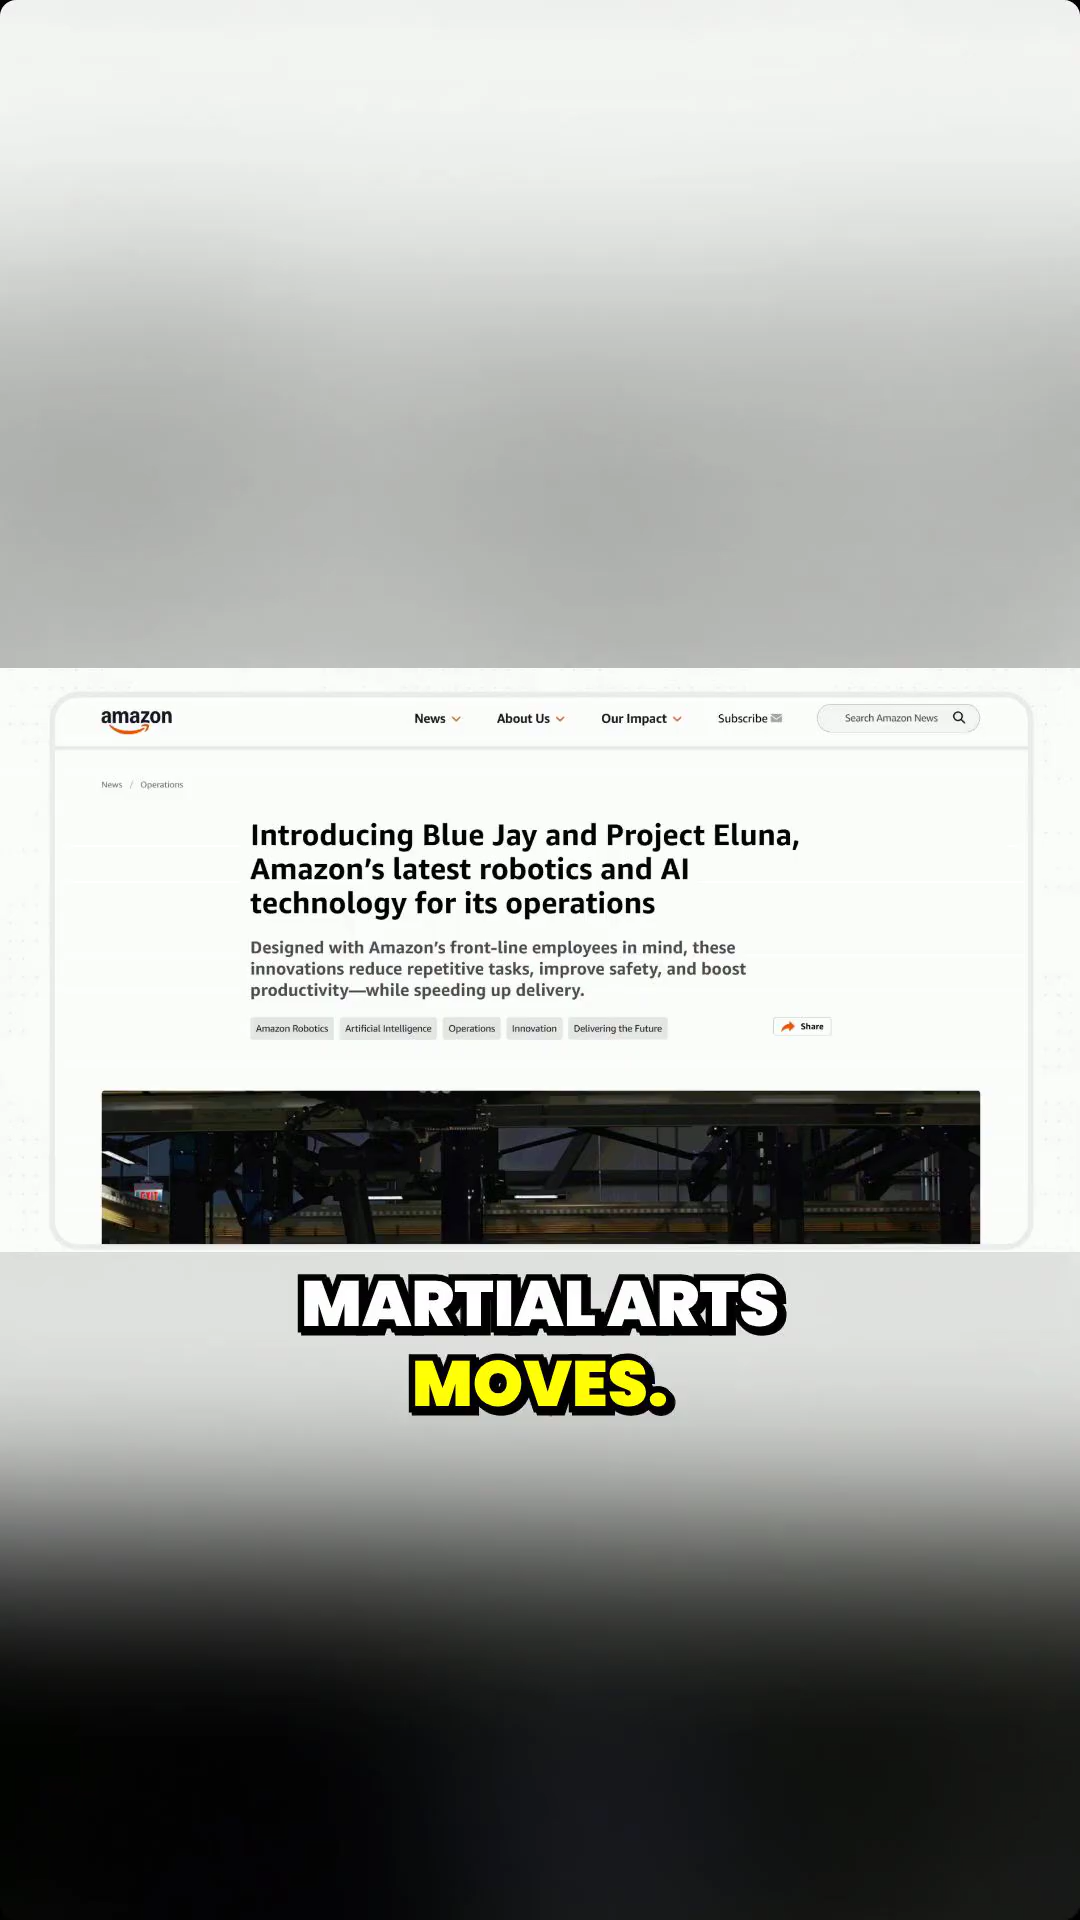 amazon
News
About Us
Our Impact
Subscribe
Search Amazon News
News / Operations
Introducing Blue Jay and Project Eluna,
Amazon’s latest robotics and AI
technology for its operations
Designed with Amazon’s front-line employees in mind, these
innovations reduce repetitive tasks, improve safety, and boost
productivity—while speeding up delivery.
Amazon Robotics
Artificial Intelligence
Operations
Innovation
Delivering the Future
Share
EXIT
MARTIAL ARTS
MOVES.